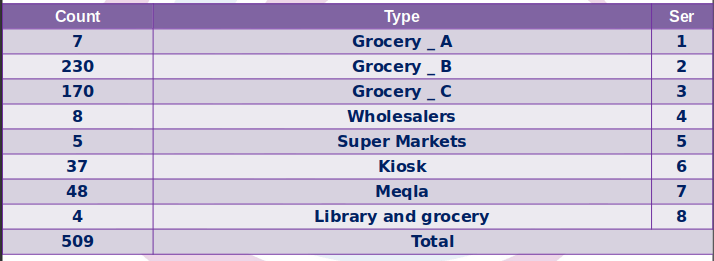 Count Type Ser
7 Grocery _ A 1
230 Grocery _ B 2
170 Grocery _ C 3
8 Wholesalers 4
5 Super Markets 5
37 Kiosk 6
48 Meqla 7
4 Library and grocery 8
509 Total